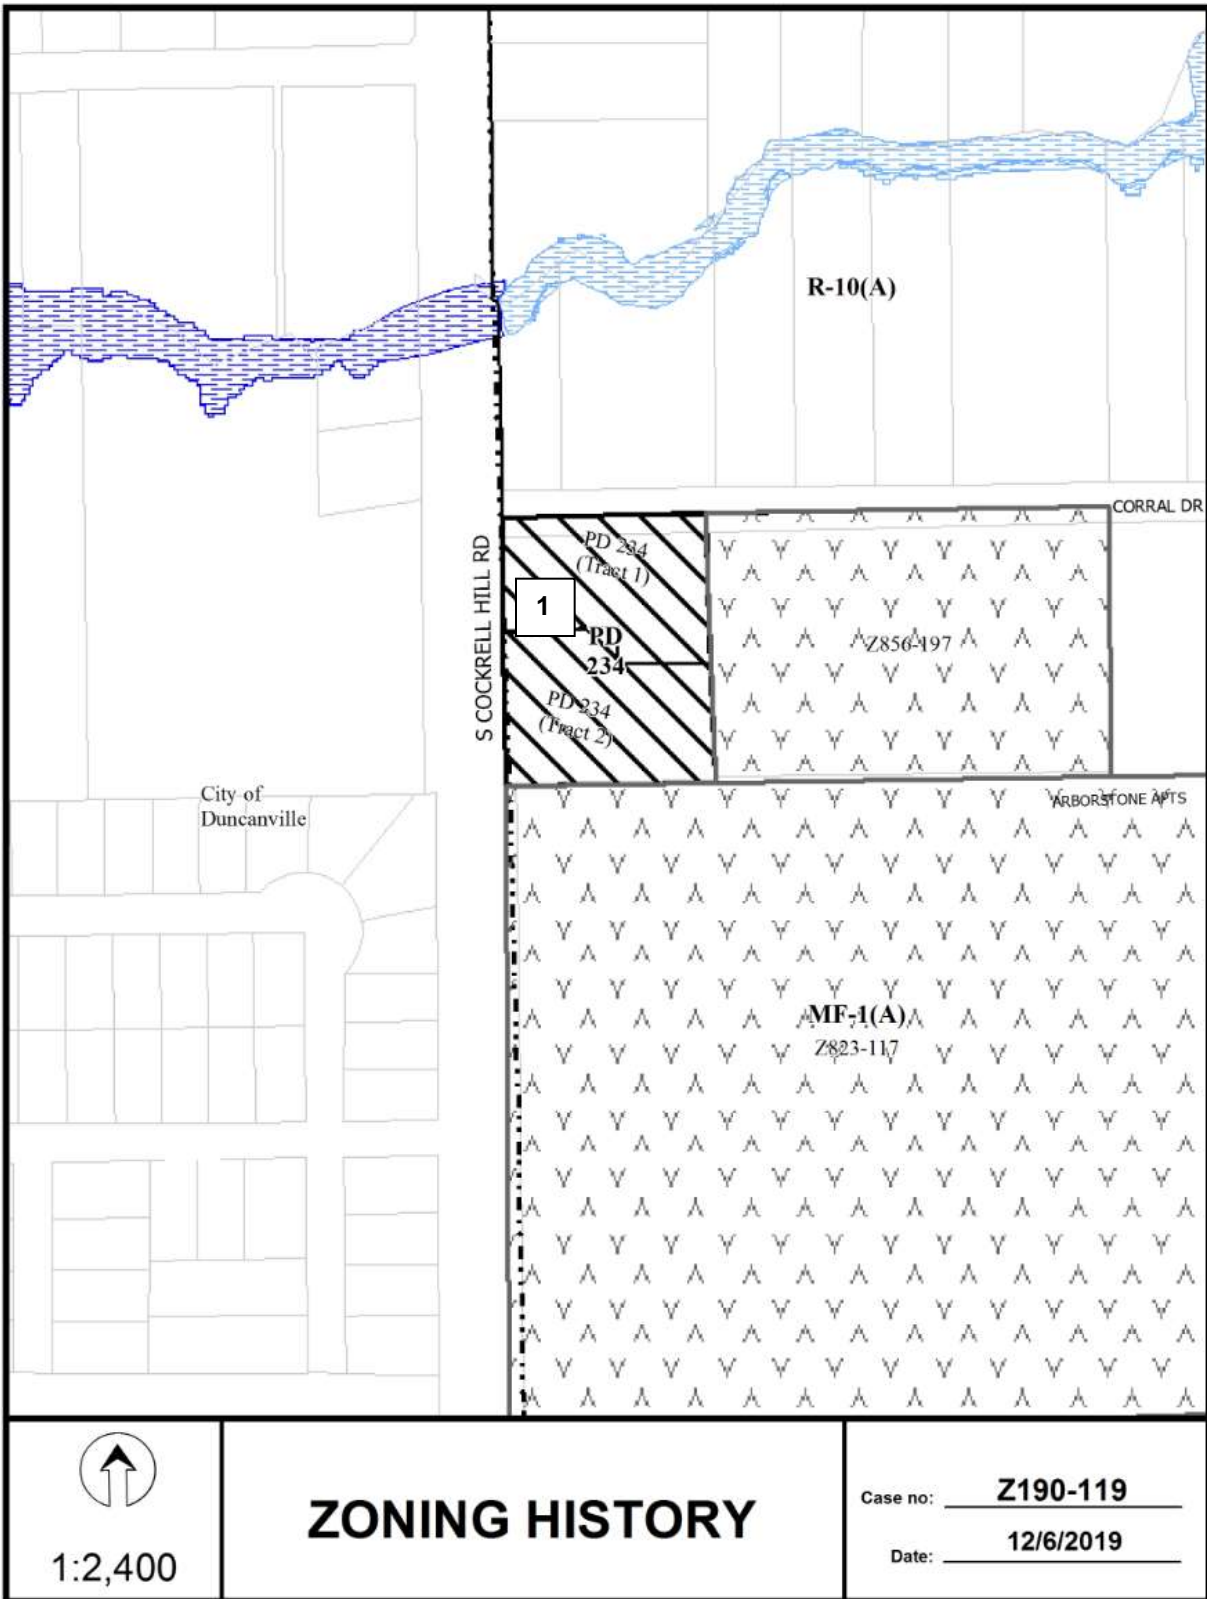 R-10(A)
CORRAL DR
PD 234
(Tract 1)
S COCKRELL HILL RD
1
PD
234
Z856-197
PD 234
(Tract 2)
City of
Duncanville
ARBORSTONE APTS
MF-1(A)
Z823-117
1:2,400
ZONING HISTORY
Case no: Z190-119
Date: 12/6/2019